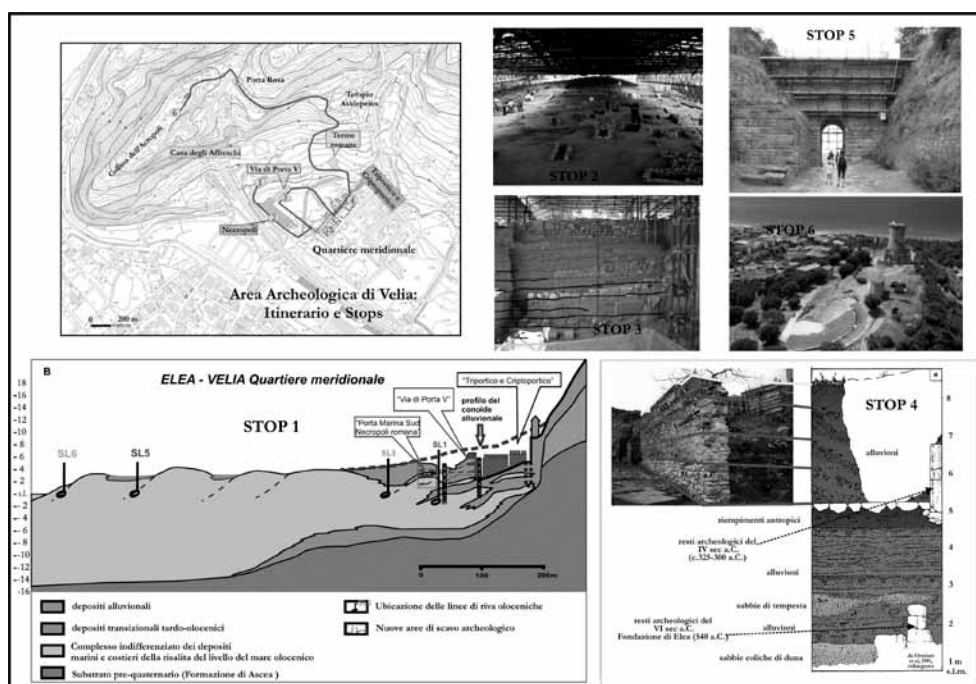 Porta Rosa
Tempio
Asklepeios
Collina dell'Acropoli
6
Casa degli Affreschi
Terme
romane
Via di Porta V
Triportico e
Criptoportico
Necropoli
Quartiere meridionale
Area Archeologica di Velia:
Itinerario e Stops
0 200 m
STOP 2
STOP 5
STOP 3
STOP 6
B
ELEA - VELIA Quartiere meridionale
STOP 1
"Triportico e Criptoportico"
"Via di Porta V"
profilo del
conoide
alluvionale
"Porta Marina Sud
Necropoli romana"
SL6
SL5
SL3
SL1
18
16
14
12
10
8
6
4
2
-2
-4
-6
-8
-10
-12
-14
-16
0 100 200m
depositi alluvionali
depositi transizionali tardo-olocenici
Complesso indifferenziato dei depositi
marini e costieri della risalita del livello del mare olocenico
Substrato pre-quaternario (Formazione di Ascea )
Ubicazione delle linee di riva oloceniche
Nuove aree di scavo archeologico
STOP 4
alluvioni
riempimenti antropici
resti archeologici del
IV sec a.C.
(c.325-300 a.C.)
alluvioni
sabbie di tempesta
resti archeologici del
VI sec a.C.
Fondazione di Elea (540 a.C.)
alluvioni
sabbie eoliche di duna
8
7
6
5
4
3
2
1 m
s.l.m.